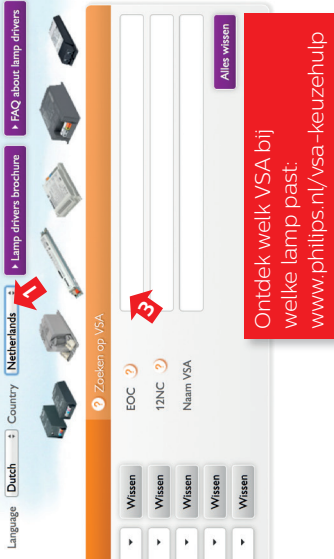 Language Dutch Country Netherlands
▸ Lamp drivers brochure ▸ FAQ about lamp drivers
1
? Zoeken op VSA
Wissen EOC ?
3
Wissen 12NC ?
Wissen Naam VSA
Wissen
Wissen Alles wissen
Ontdek welk VSA bij
welke lamp past:
www.philips.nl/vsa-keuzehulp